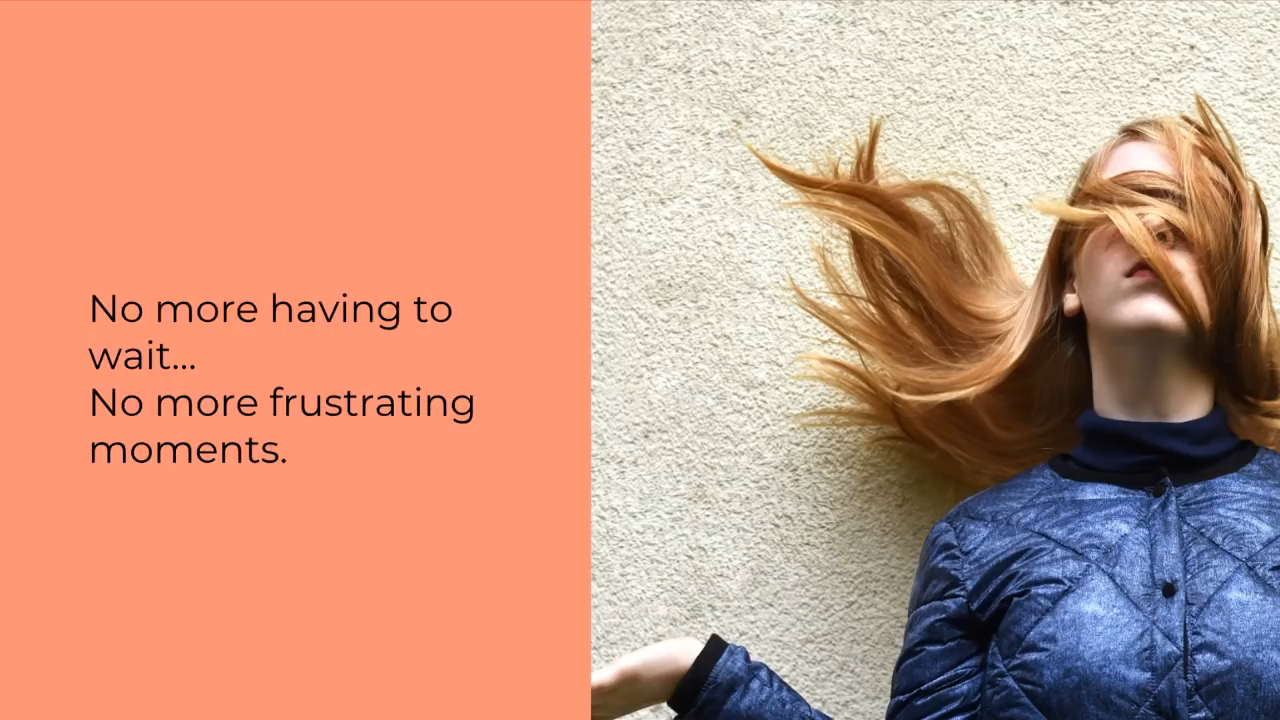 No more having to
wait...
No more frustrating
moments.